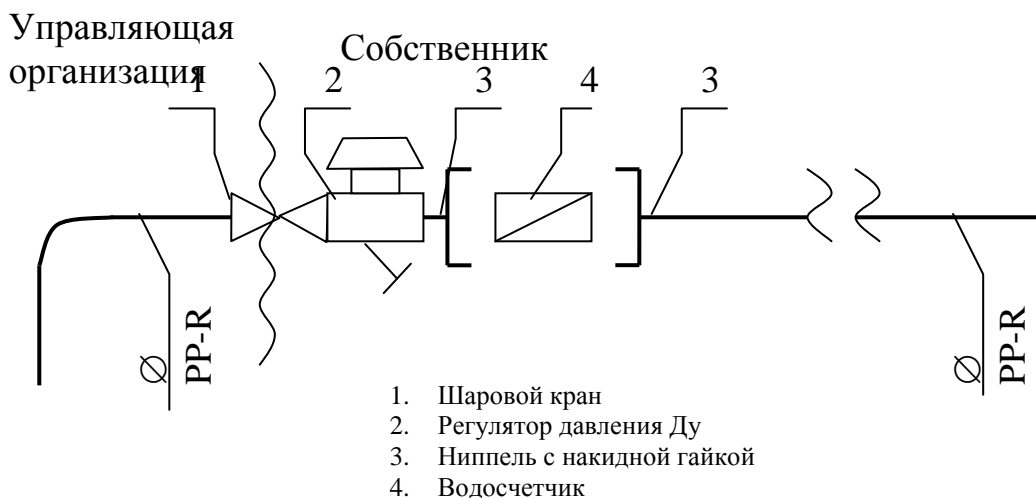 Управляющая
организация
Собственник
1
2
3
4
3
∅
PP-R
∅
PP-R
1. Шаровой кран
2. Регулятор давления Ду
3. Ниппель с накидной гайкой
4. Водосчетчик